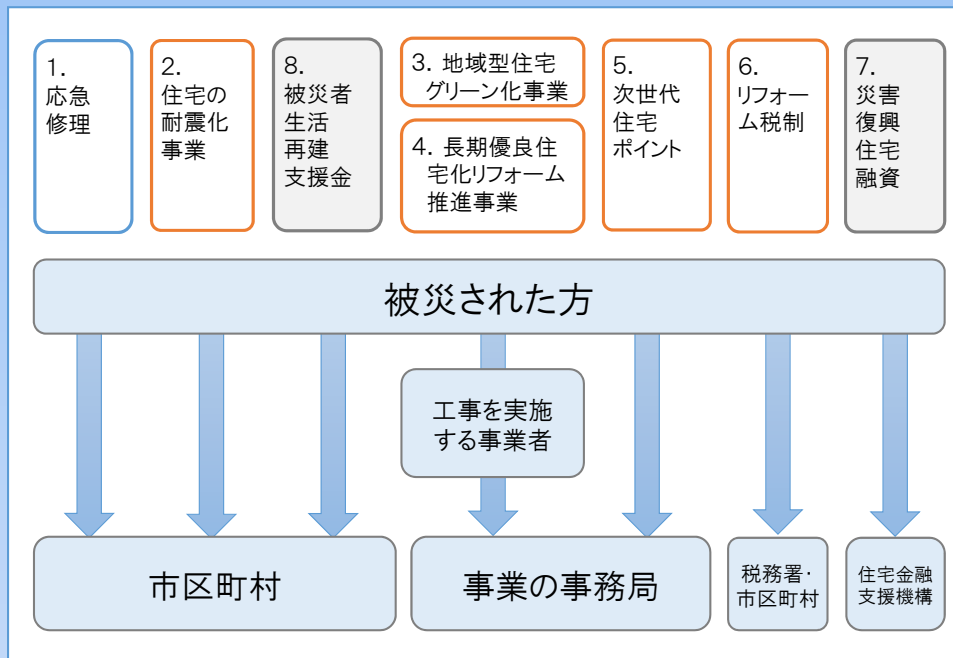 1.
応急
修理
2.
住宅の
耐震化
事業
8.
被災者
生活
再建
支援金
3. 地域型住宅
グリーン化事業
4. 長期優良住
宅化リフォーム
推進事業
5.
次世代
住宅
ポイント
6.
リフォー
ム税制
7.
災害
復興
住宅
融資
被災された方
工事を実施
する事業者
市区町村
事業の事務局
税務署・
市区町村
住宅金融
支援機構